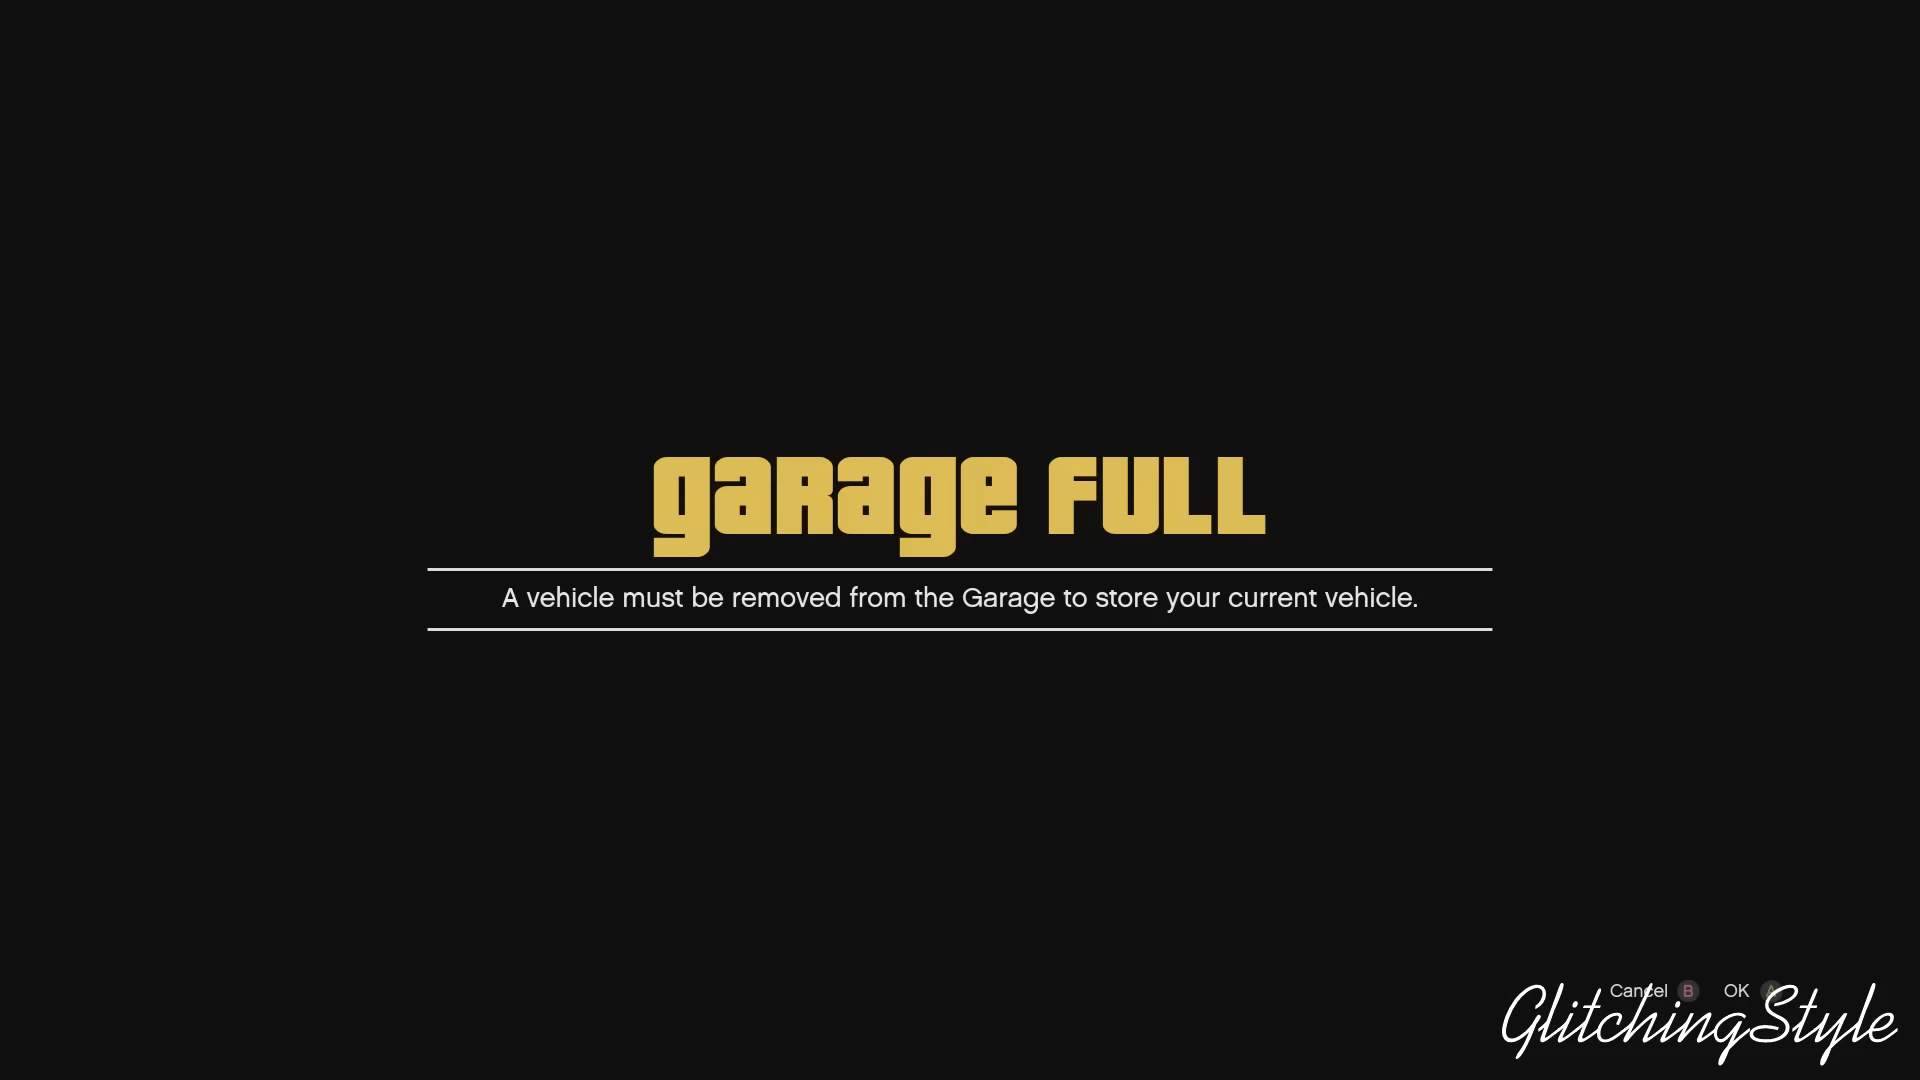 garage FULL
A vehicle must be removed from the Garage to store your current vehicle.
Cancel B OK A
GlitchingStyle